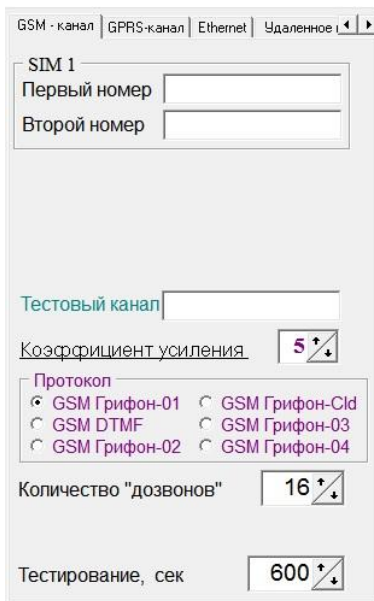 GSM - канал GPRS-канал Ethernet Удаленное
SIM 1
Первый номер
Второй номер
Тестовый канал
Коэффициент усиления 5
Протокол
GSM Грифон-01 GSM Грифон-Cld
GSM DTMF GSM Грифон-03
GSM Грифон-02 GSM Грифон-04
Количество "дозвонов" 16
Тестирование, сек 600